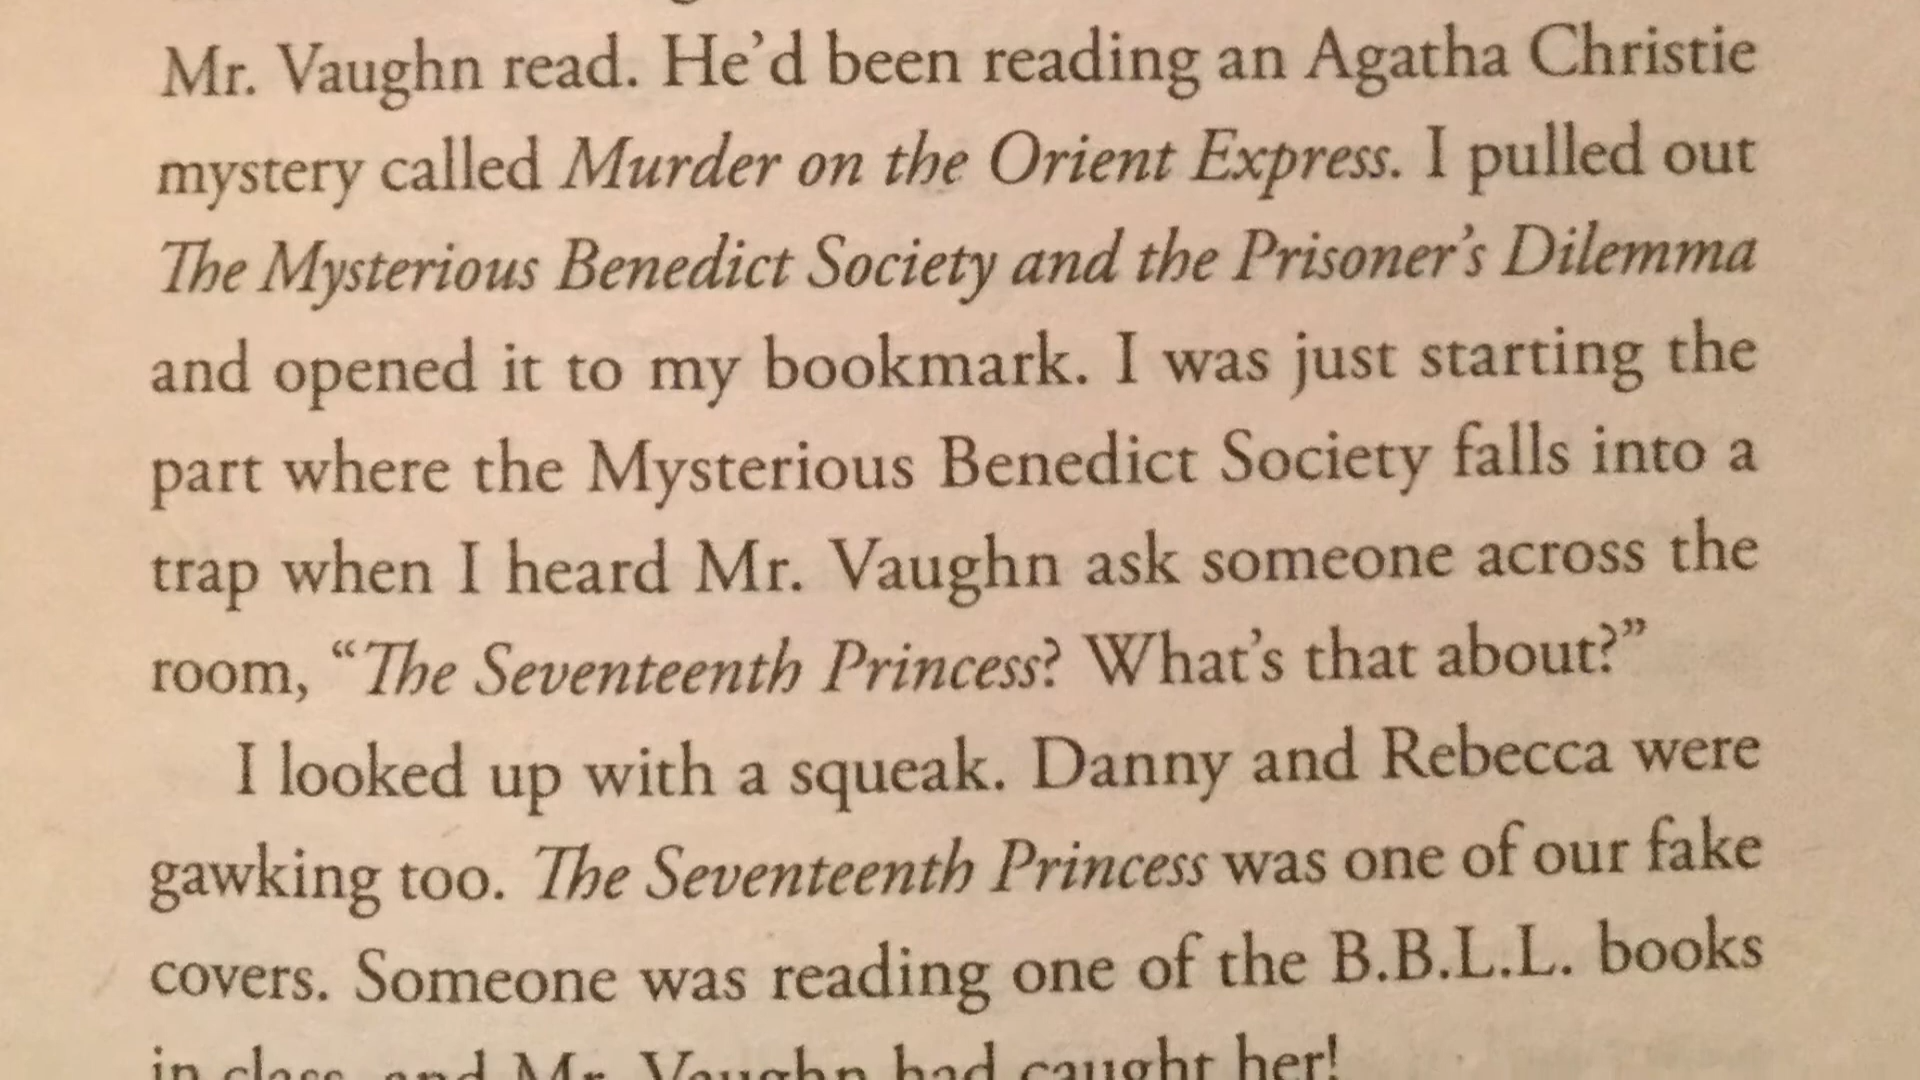 Mr. Vaughn read. He’d been reading an Agatha Christie
mystery called Murder on the Orient Express. I pulled out
The Mysterious Benedict Society and the Prisoner’s Dilemma
and opened it to my bookmark. I was just starting the
part where the Mysterious Benedict Society falls into a
trap when I heard Mr. Vaughn ask someone across the
room, “The Seventeenth Princess? What’s that about?”
I looked up with a squeak. Danny and Rebecca were
gawking too. The Seventeenth Princess was one of our fake
covers. Someone was reading one of the B.B.L.L. books
in class, and Mr. Vaughn had caught her!